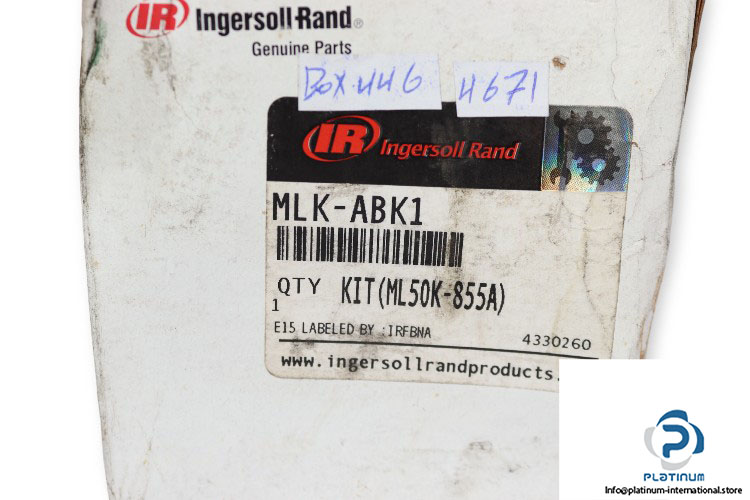 IR Ingersoll Rand®
Genuine Parts
Box.446
4671
IR Ingersoll Rand
MLK-ABK1
QTY KIT(ML50K-855A)
1
E15 LABELED BY :IRFBNA 4330260
www.ingersollrandproducts.
PLATINUM
Info@platinum-international.store